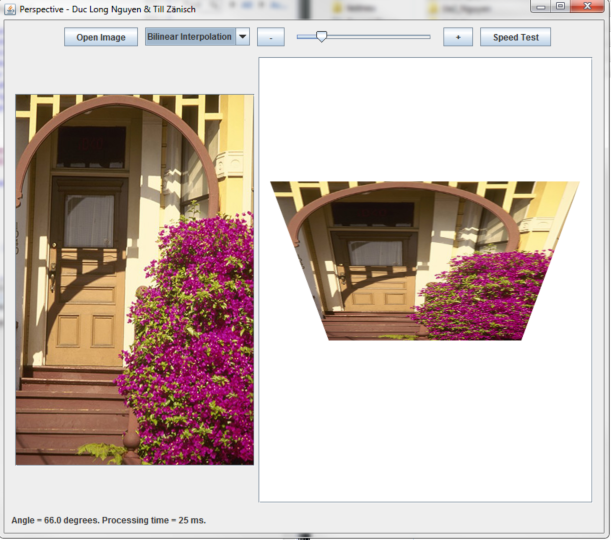 Perspective - Duc Long Nguyen & Till Zänisch
Open Image
Bilinear Interpolation
-
+
Speed Test
Angle = 66.0 degrees. Processing time = 25 ms.